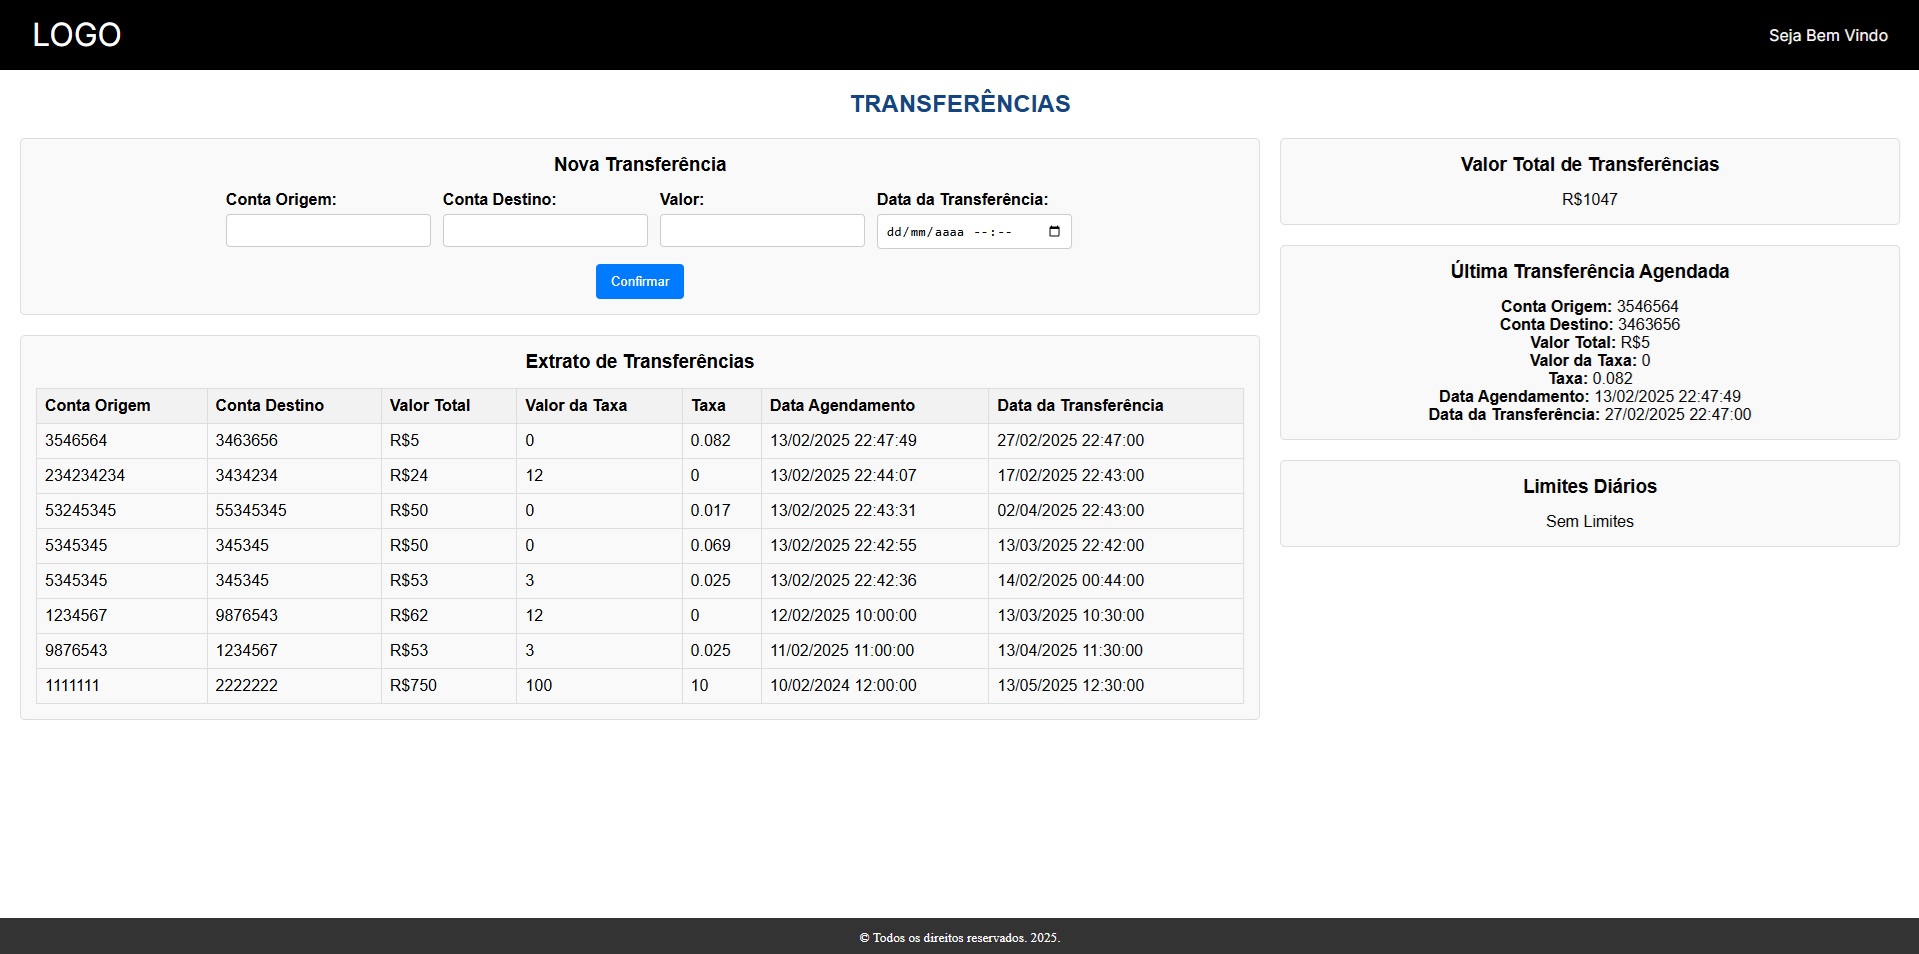 LOGO
Seja Bem Vindo
TRANSFERÊNCIAS
Nova Transferência
Conta Origem: Conta Destino: Valor: Data da Transferência:
dd/mm/aaaa --:--
Confirmar
Extrato de Transferências
Conta Origem Conta Destino Valor Total Valor da Taxa Taxa Data Agendamento Data da Transferência
3546564 3463656 R$5 0 0.082 13/02/2025 22:47:49 27/02/2025 22:47:00
234234234 3434234 R$24 12 0 13/02/2025 22:44:07 17/02/2025 22:43:00
53245345 55345345 R$50 0 0.017 13/02/2025 22:43:31 02/04/2025 22:43:00
5345345 345345 R$50 0 0.069 13/02/2025 22:42:55 13/03/2025 22:42:00
5345345 345345 R$53 3 0.025 13/02/2025 22:42:36 14/02/2025 00:44:00
1234567 9876543 R$62 12 0 12/02/2025 10:00:00 13/03/2025 10:30:00
9876543 1234567 R$53 3 0.025 11/02/2025 11:00:00 13/04/2025 11:30:00
1111111 2222222 R$750 100 10 10/02/2024 12:00:00 13/05/2025 12:30:00
Valor Total de Transferências
R$1047
Última Transferência Agendada
Conta Origem: 3546564
Conta Destino: 3463656
Valor Total: R$5
Valor da Taxa: 0
Taxa: 0.082
Data Agendamento: 13/02/2025 22:47:49
Data da Transferência: 27/02/2025 22:47:00
Limites Diários
Sem Limites
© Todos os direitos reservados. 2025.